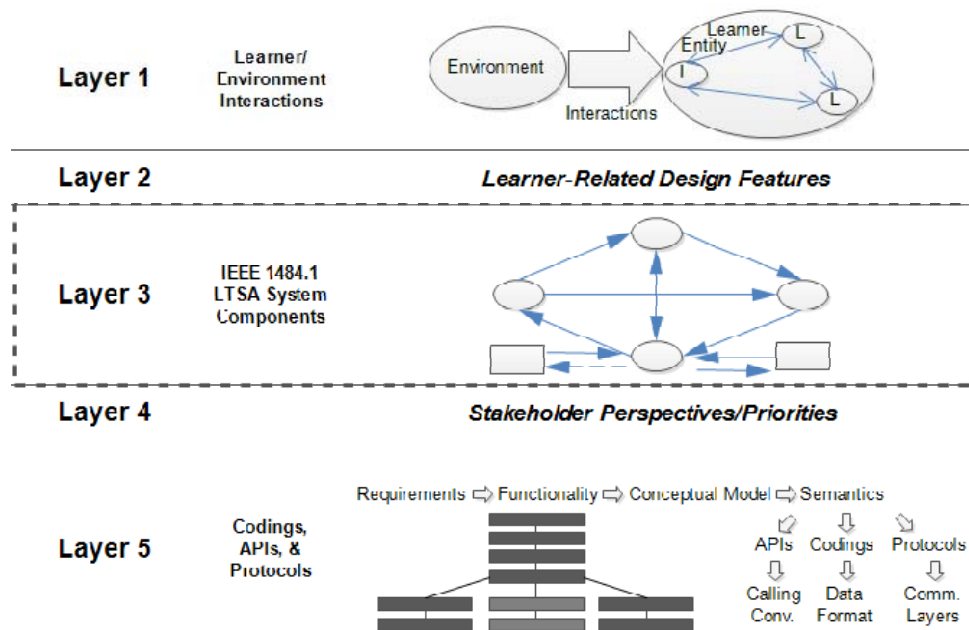 Layer 1
Learner/
Environment
Interactions
Environment
Interactions
Learner
Entity
L
L
L
Layer 2
Learner-Related Design Features
Layer 3
IEEE 1484.1
LTSA System
Components
Layer 4
Stakeholder Perspectives/Priorities
Layer 5
Codings,
APIs, &
Protocols
Requirements
Functionality
Conceptual Model
Semantics
APIs
Codings
Protocols
Calling
Conv.
Data
Format
Comm.
Layers